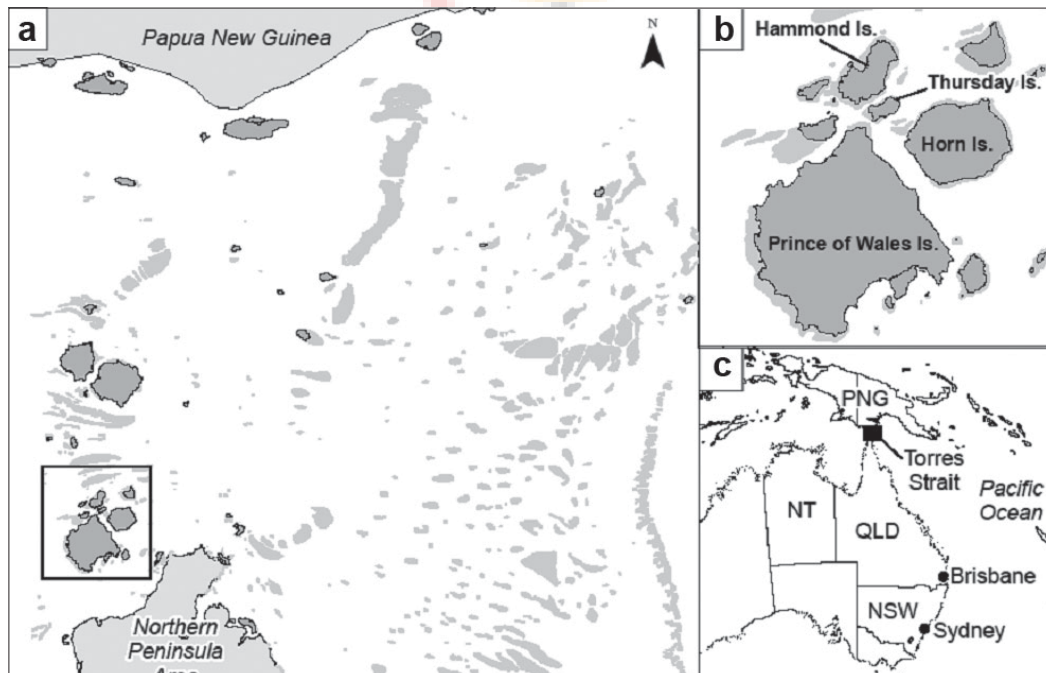 a
Papua New Guinea
N
Northern
Peninsula
Area
b
Hammond Is.
Thursday Is.
Horn Is.
Prince of Wales Is.
c
PNG
Torres
Strait
Pacific
Ocean
NT
QLD
Brisbane
NSW
Sydney